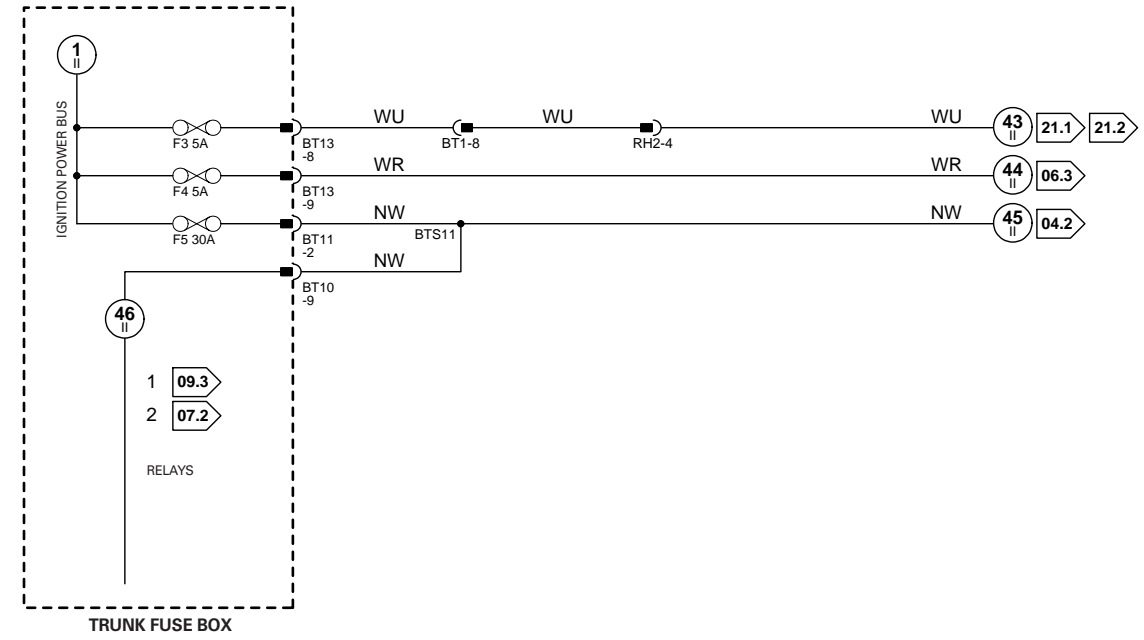 1
II
IGNITION POWER BUS
F3 5A
BT13
-8
WU
BT1-8
WU
RH2-4
WU
43
II
21.1
21.2
F4 5A
BT13
-9
WR
WR
44
II
06.3
F5 30A
BT11
-2
NW
BTS11
NW
45
II
04.2
NW
BT10
-9
46
II
1 09.3
2 07.2
RELAYS
TRUNK FUSE BOX